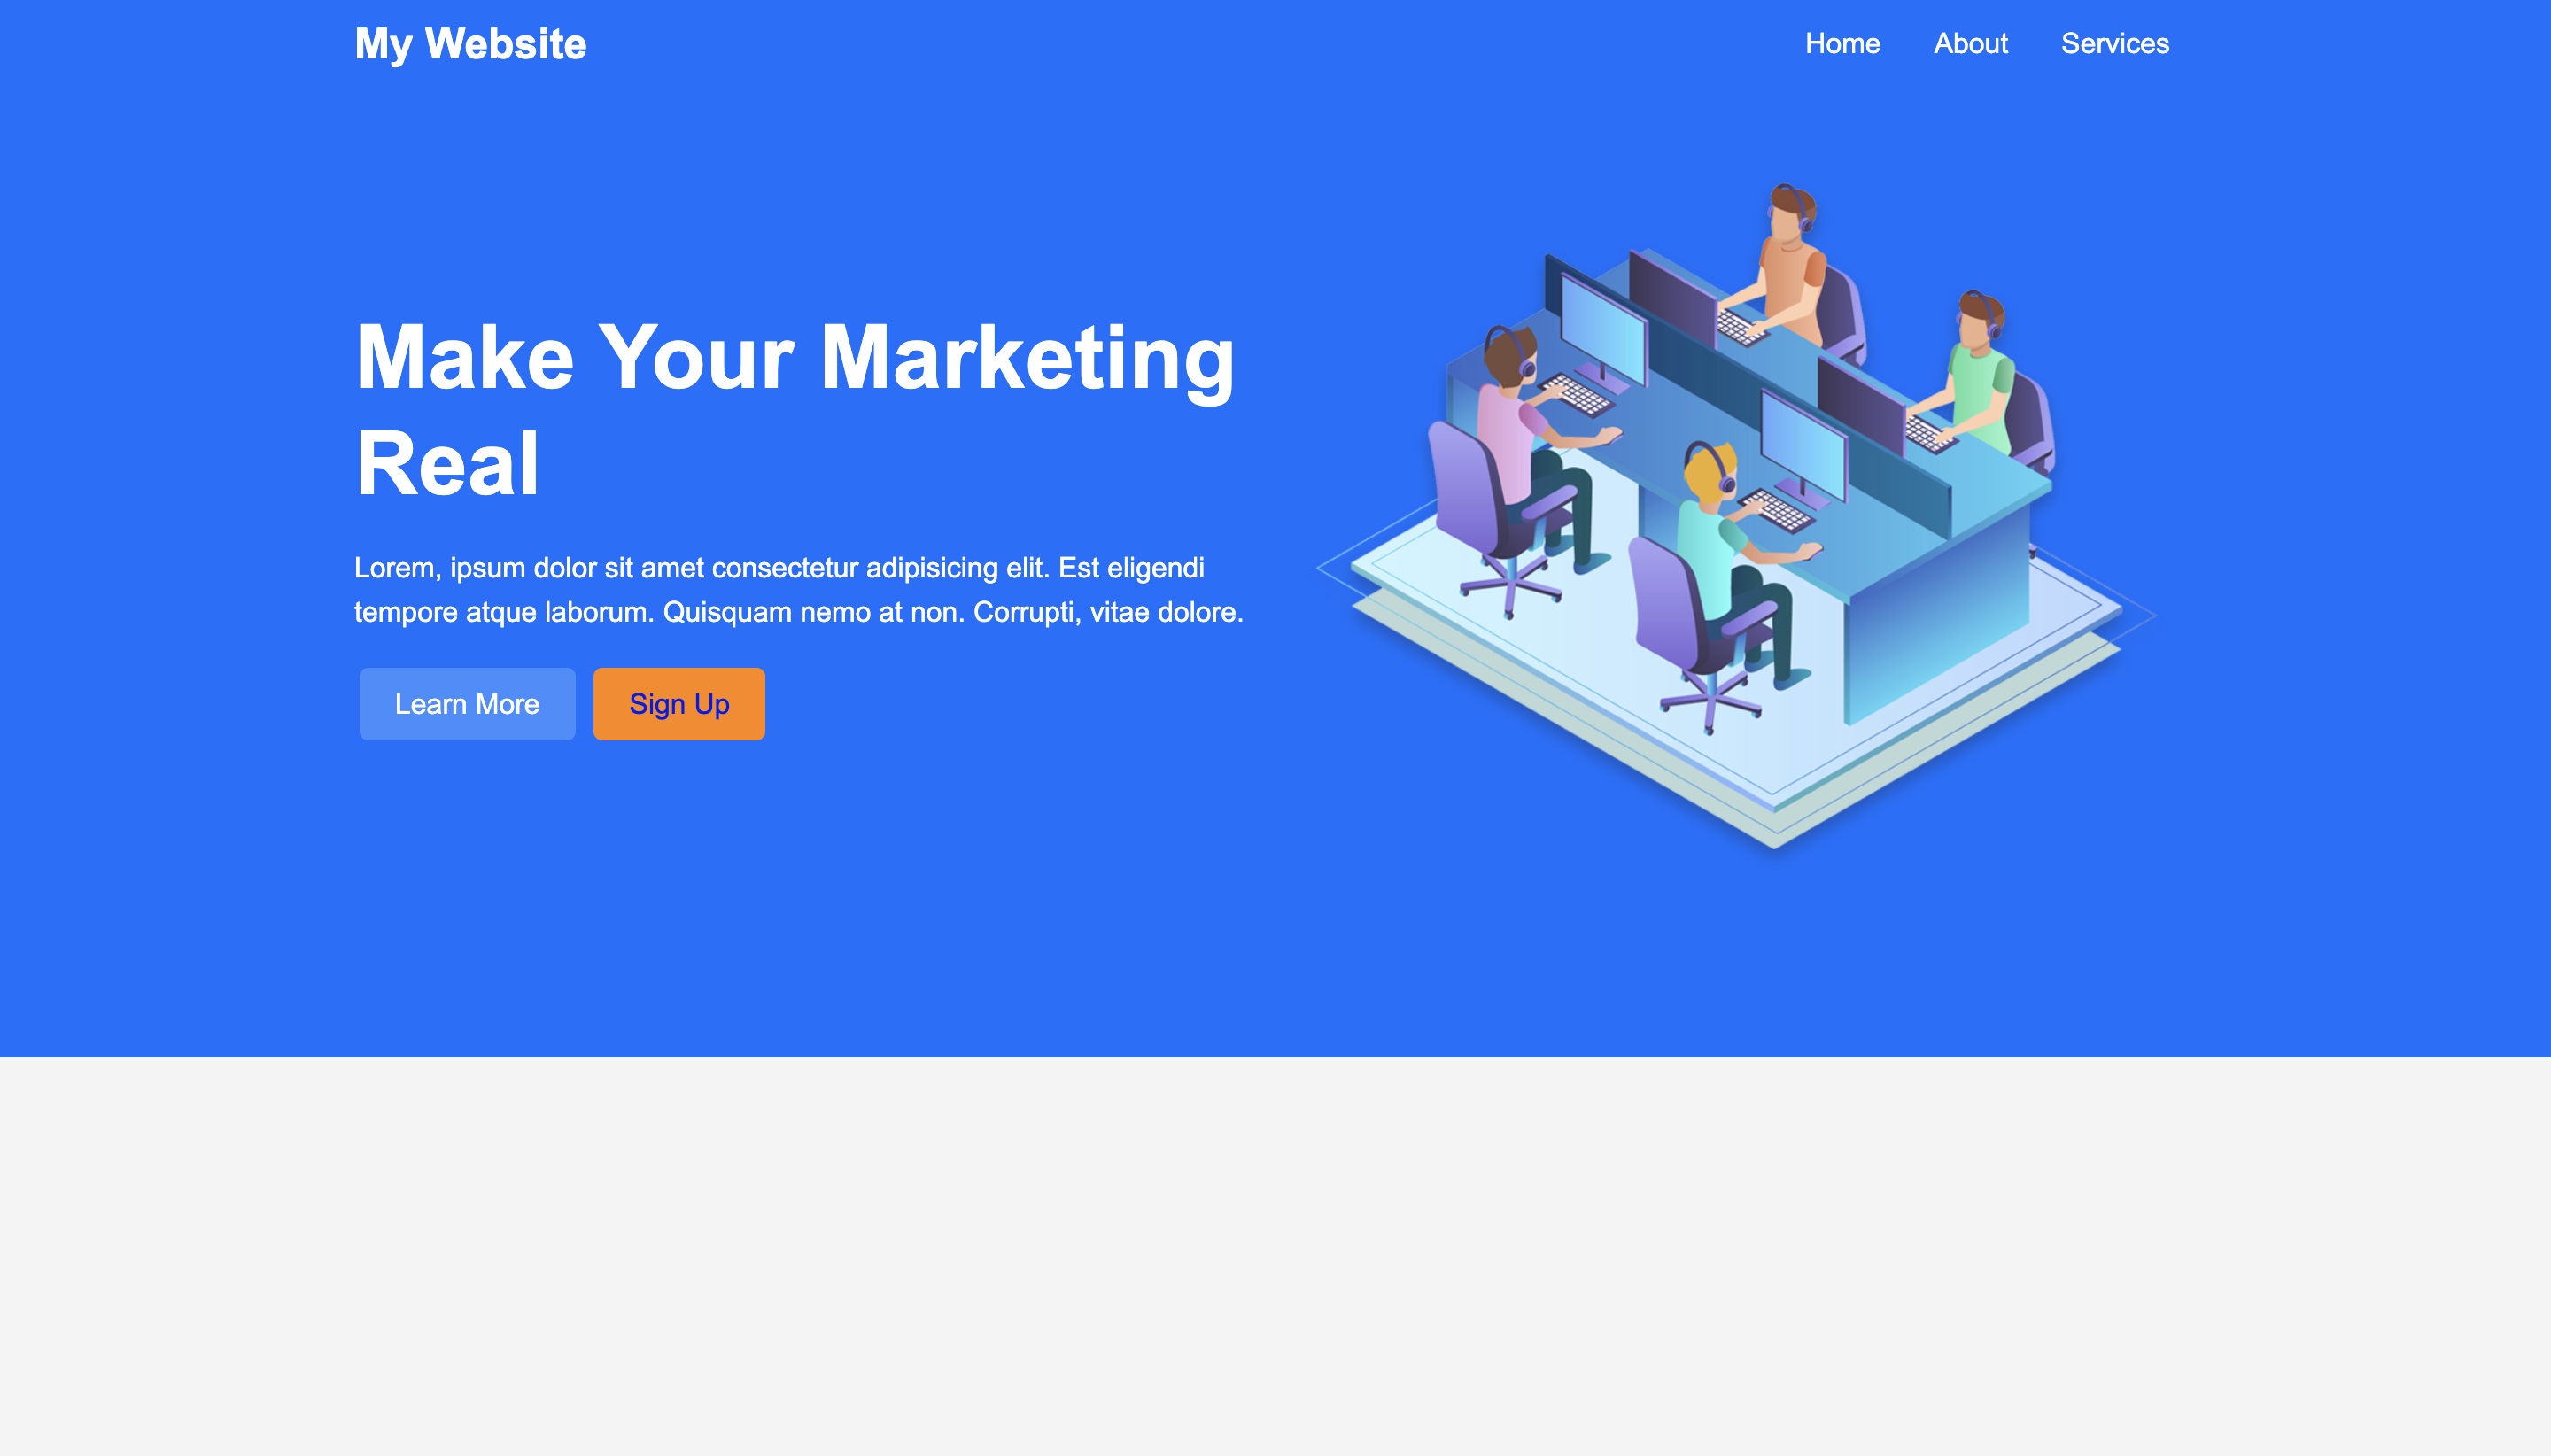 My Website
Home About Services
Make Your Marketing
Real
Lorem, ipsum dolor sit amet consectetur adipisicing elit. Est eligendi
tempore atque laborum. Quisquam nemo at non. Corrupti, vitae dolore.
Learn More Sign Up